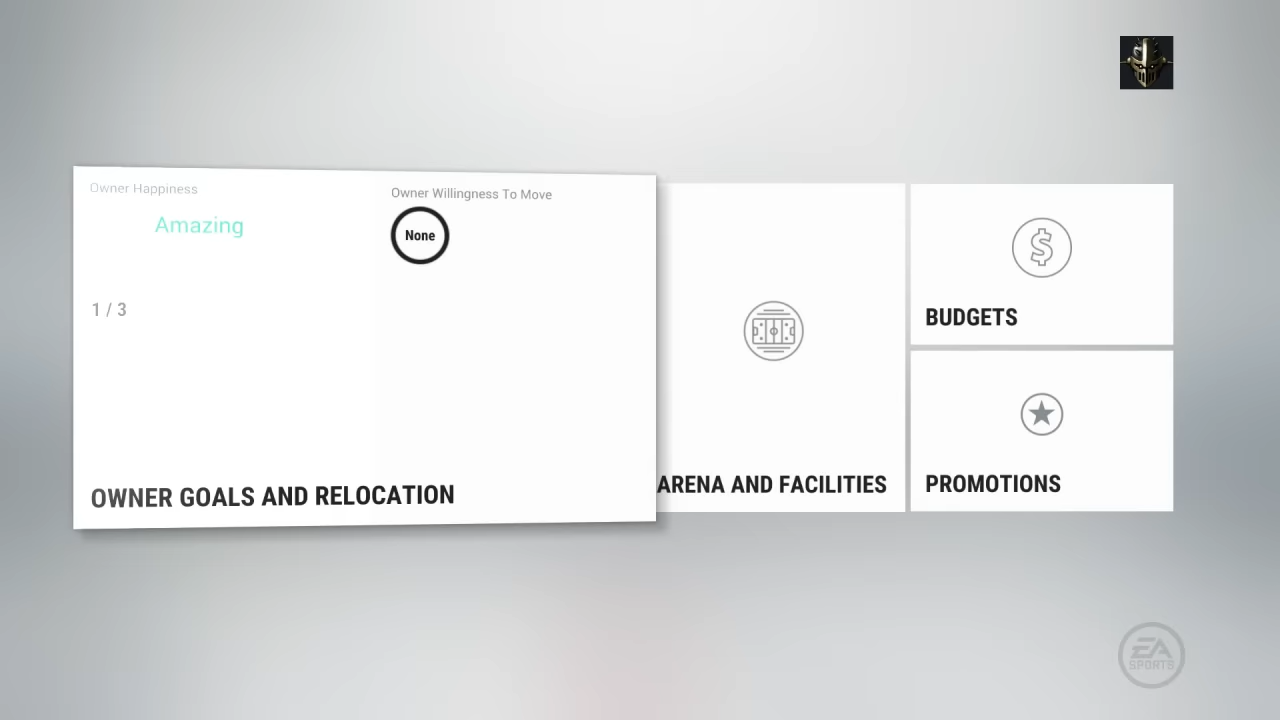 Owner Happiness
Amazing
1 / 3
Owner Willingness To Move
None
OWNER GOALS AND RELOCATION
ARENA AND FACILITIES
BUDGETS
PROMOTIONS
EA
SPORTS